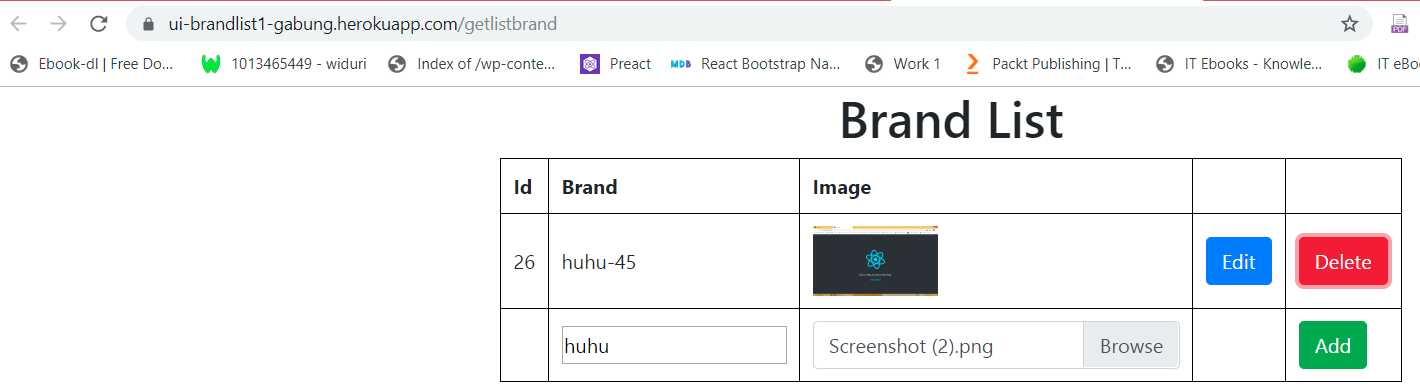 ui-brandlist1-gabung.herokuapp.com/getlistbrand
PDF
Ebook-dl | Free Do... 1013465449 - widuri Index of /wp-conte... Preact MDB React Bootstrap Na... Work 1 Packt Publishing | T... IT Ebooks - Knowle... IT eBo
Brand List
Id Brand Image
26 huhu-45 Edit Delete
huhu Screenshot (2).png Browse Add